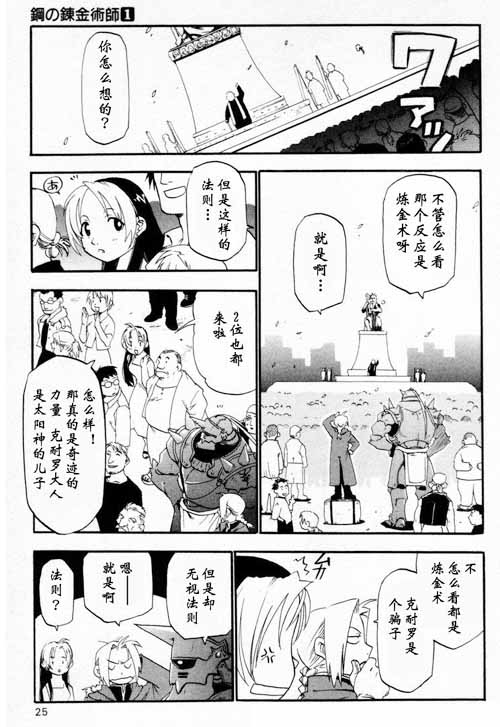 鋼の錬金術師1
ワアッ
你怎么
想的？
不管怎么看
那个反应是
炼金术呀
就是啊…
但是这样的
法则…
あ
2位也都
来啦
怎么样！
那真的是奇迹的
力量 克耐罗大人
是太阳神的儿子
不
怎么看都是
炼金术
克耐罗是
个骗子
但是却
无视法则
嗯——
就是啊
法则？
25